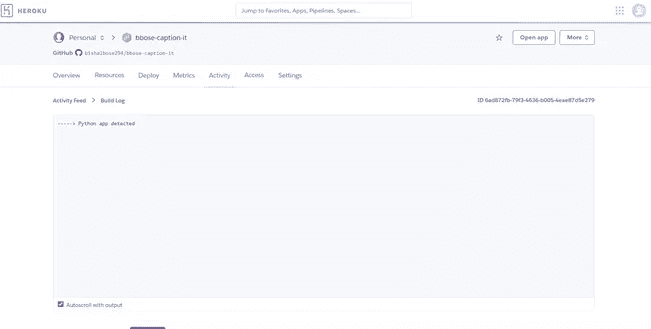 HEROKU
Jump to Favorites, Apps, Pipelines, Spaces...
Personal
bbose-caption-it
Open app
More
GitHub bishalbose294/bbose-caption-it
Overview Resources Deploy Metrics Activity Access Settings
Activity Feed Build Log
ID 6ad872fb-79f3-4636-b005-4eae87d5e379
-----> Python app detected
Autoscroll with output